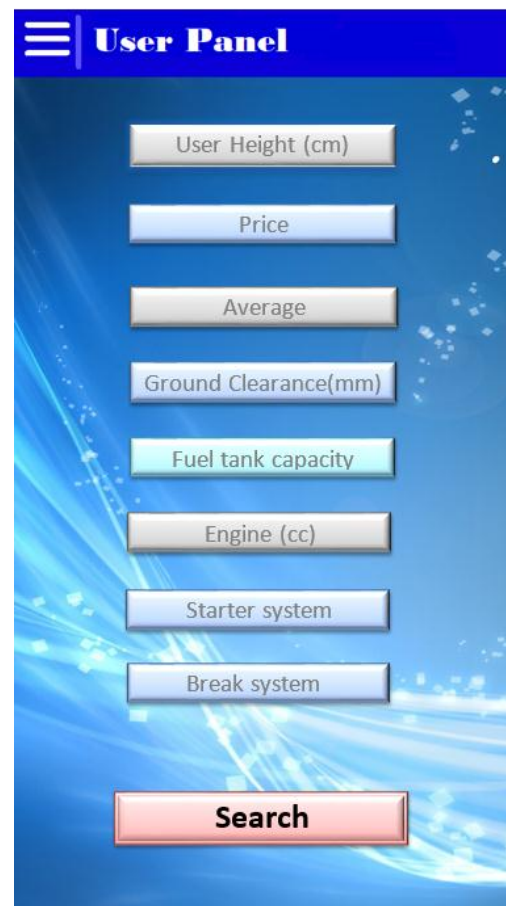 User Panel
User Height (cm)
Price
Average
Ground Clearance(mm)
Fuel tank capacity
Engine (cc)
Starter system
Break system
Search